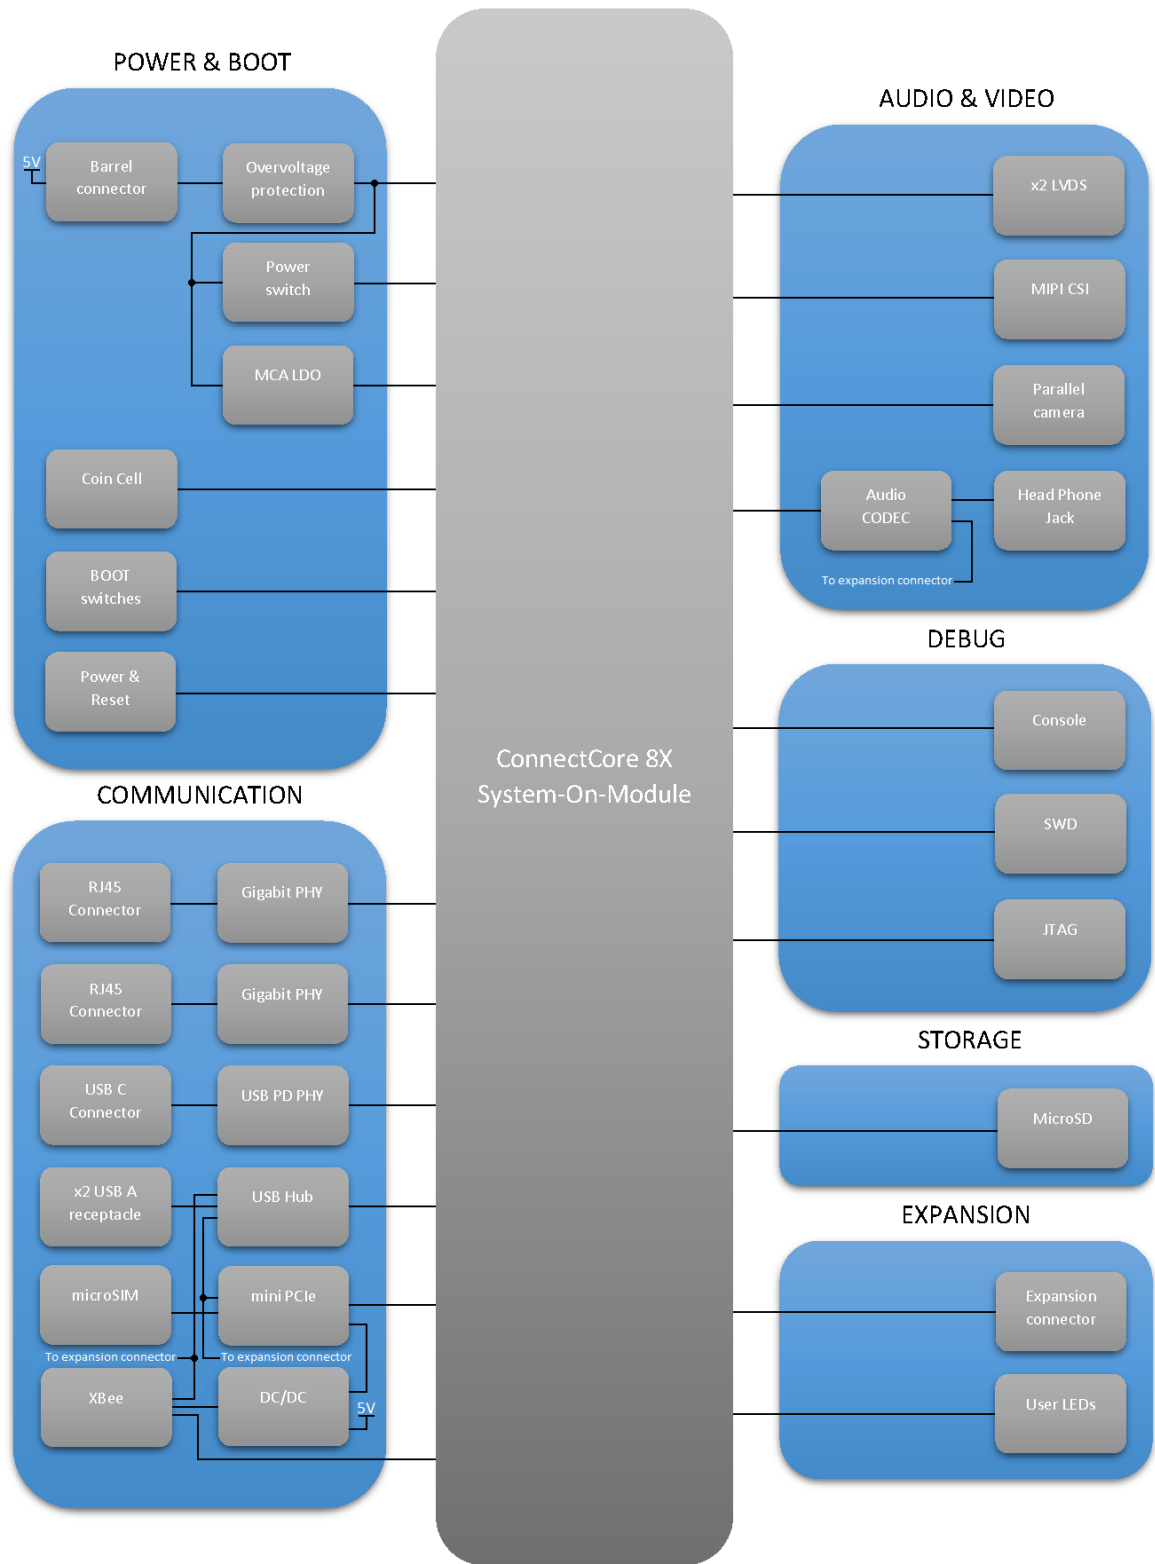 POWER & BOOT
5V
Barrel
connector
Overvoltage
protection
Power
switch
MCA LDO
Coin Cell
BOOT
switches
Power &
Reset
COMMUNICATION
RJ45
Connector
Gigabit PHY
RJ45
Connector
Gigabit PHY
USB C
Connector
USB PD PHY
x2 USB A
receptacle
USB Hub
microSIM
mini PCIe
To expansion connector
To expansion connector
XBee
DC/DC
5V
ConnectCore 8X
System-On-Module
AUDIO & VIDEO
x2 LVDS
MIPI CSI
Parallel
camera
Audio
CODEC
Head Phone
Jack
To expansion connector
DEBUG
Console
SWD
JTAG
STORAGE
MicroSD
EXPANSION
Expansion
connector
User LEDs